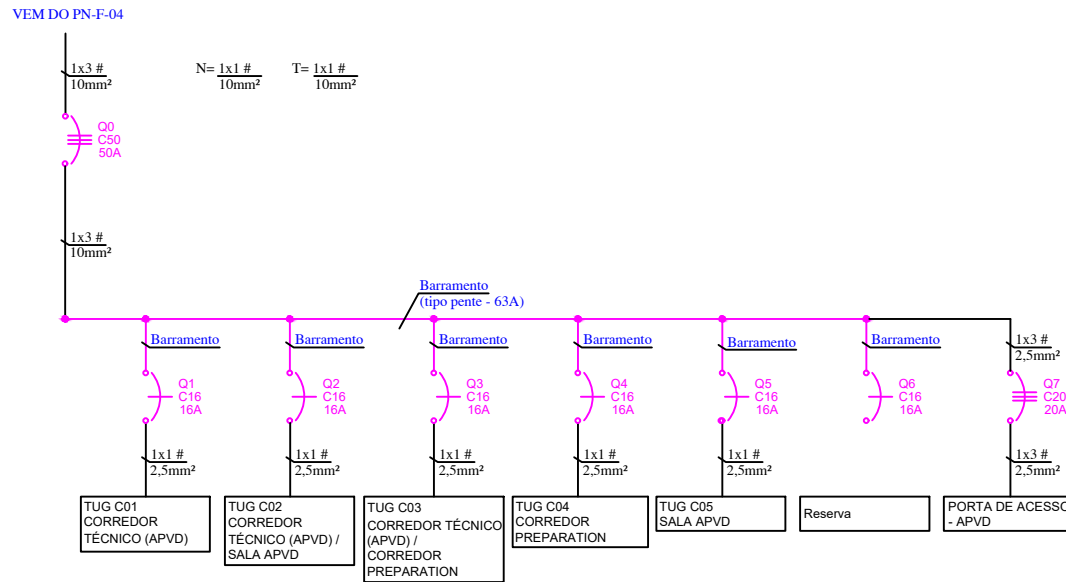 VEM DO PN-F-04
1x3 #
10mm²
N= 1x1 #
10mm²
T= 1x1 #
10mm²
Q0
C50
50A
1x3 #
10mm²
Barramento
(tipo pente - 63A)
Barramento
Barramento
Barramento
Barramento
Barramento
Barramento
1x3 #
2,5mm²
Q1
C16
16A
Q2
C16
16A
Q3
C16
16A
Q4
C16
16A
Q5
C16
16A
Q6
C16
16A
Q7
C20
20A
1x1 #
2,5mm²
1x1 #
2,5mm²
1x1 #
2,5mm²
1x1 #
2,5mm²
1x1 #
2,5mm²
1x3 #
2,5mm²
TUG C01
CORREDOR
TÉCNICO (APVD)
TUG C02
CORREDOR
TÉCNICO (APVD) /
SALA APVD
TUG C03
CORREDOR TÉCNICO
(APVD) /
CORREDOR
PREPARATION
TUG C04
CORREDOR
PREPARATION
TUG C05
SALA APVD
Reserva
PORTA DE ACESSO
- APVD